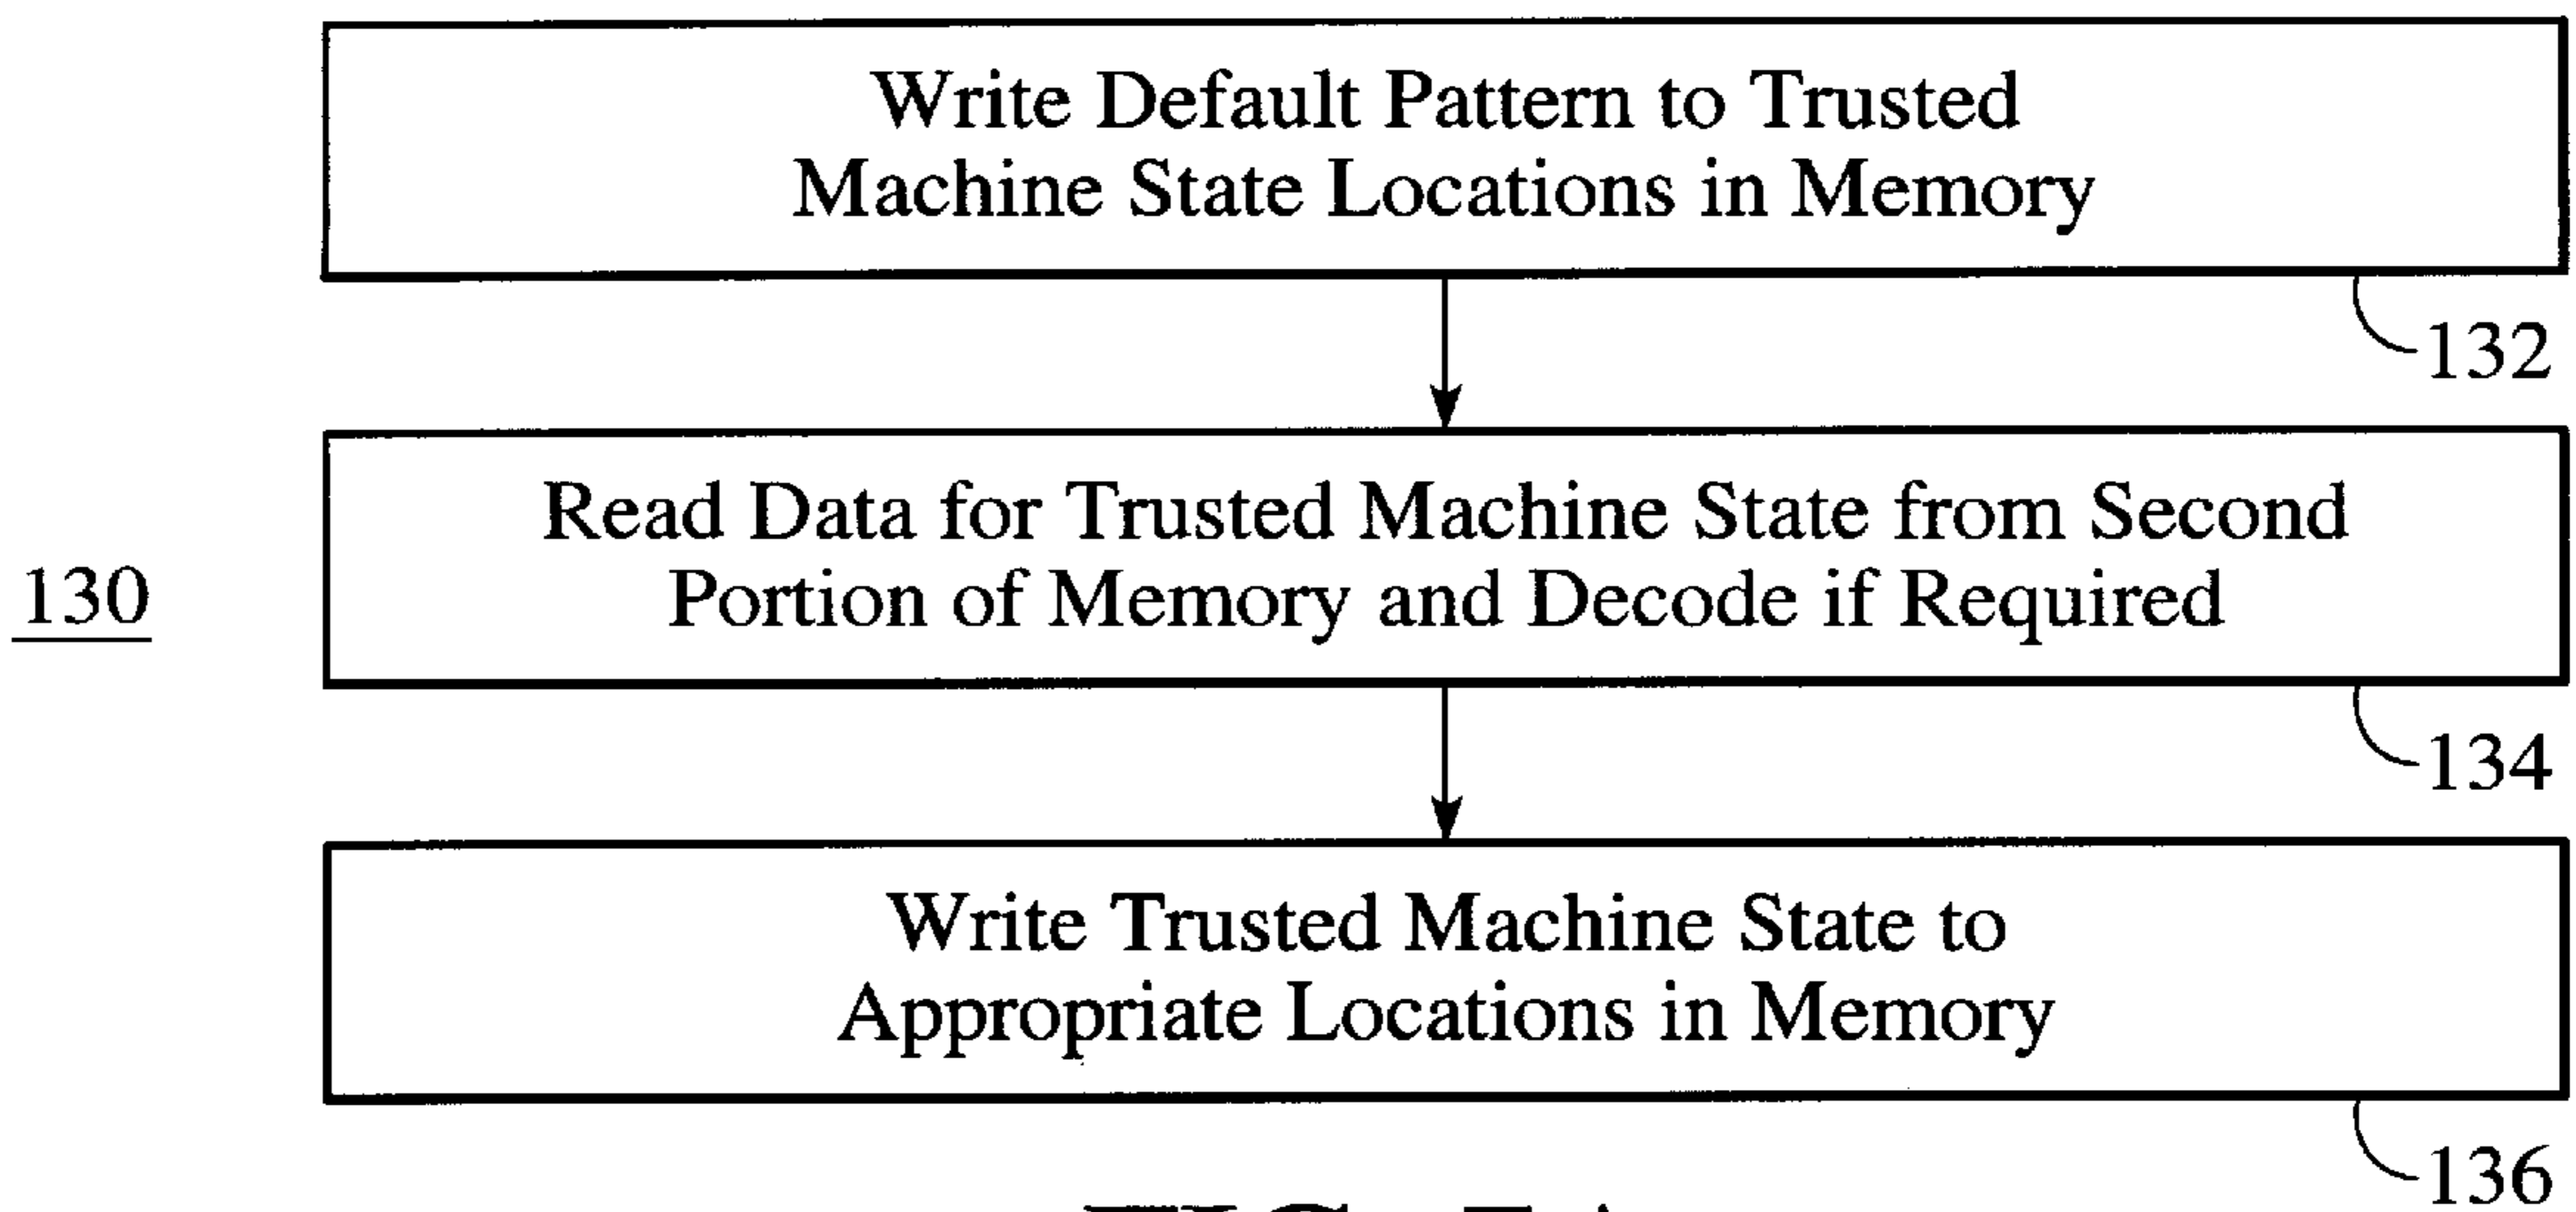 Write Default Pattern to Trusted
Machine State Locations in Memory
132
130
Read Data for Trusted Machine State from Second
Portion of Memory and Decode if Required
134
Write Trusted Machine State to
Appropriate Locations in Memory
136